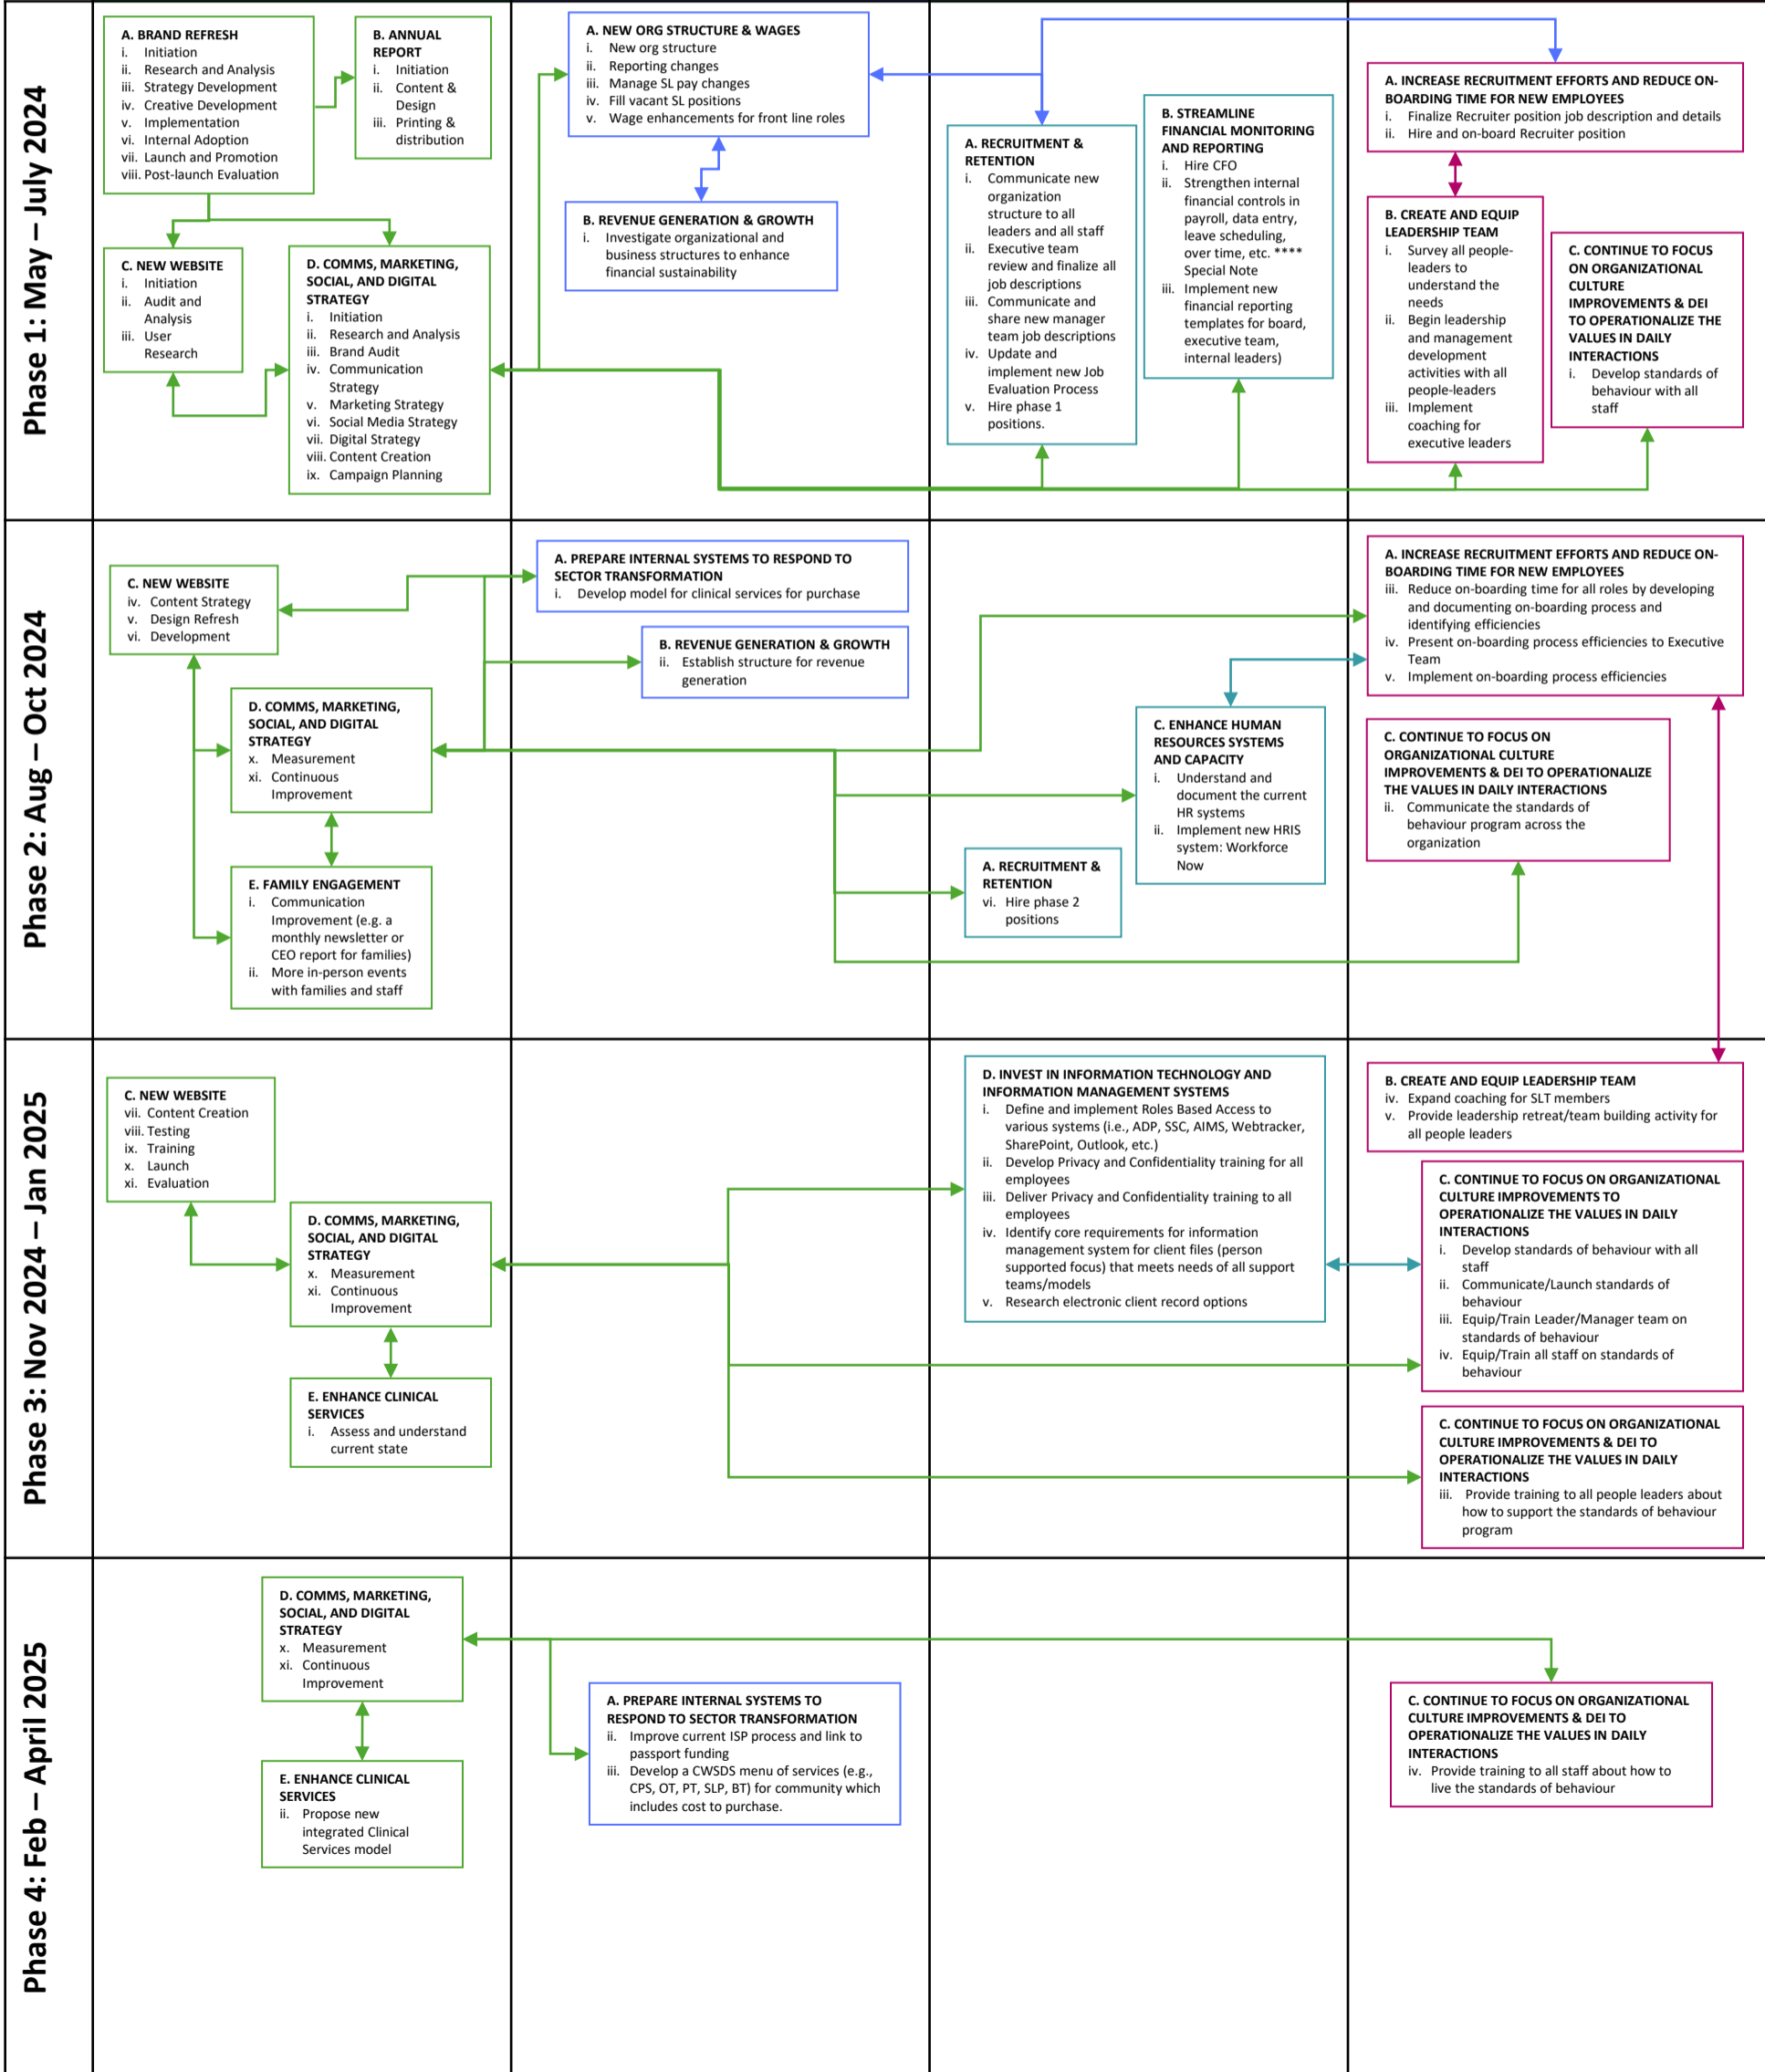 Phase 1: May – July 2024
A. BRAND REFRESH
i. Initiation
ii. Research and Analysis
iii. Strategy Development
iv. Creative Development
v. Implementation
vi. Internal Adoption
vii. Launch and Promotion
viii. Post-launch Evaluation
B. ANNUAL
REPORT
i. Initiation
ii. Content &
Design
iii. Printing &
distribution
C. NEW WEBSITE
i. Initiation
ii. Audit and
Analysis
iii. User
Research
D. COMMS, MARKETING,
SOCIAL, AND DIGITAL
STRATEGY
i. Initiation
ii. Research and Analysis
iii. Brand Audit
iv. Communication
Strategy
v. Marketing Strategy
vi. Social Media Strategy
vii. Digital Strategy
viii. Content Creation
ix. Campaign Planning
A. NEW ORG STRUCTURE & WAGES
i. New org structure
ii. Reporting changes
iii. Manage SL pay changes
iv. Fill vacant SL positions
v. Wage enhancements for front line roles
B. REVENUE GENERATION & GROWTH
i. Investigate organizational and
business structures to enhance
financial sustainability
A. RECRUITMENT &
RETENTION
i. Communicate new
organization
structure to all
leaders and all staff
ii. Executive team
review and finalize all
job descriptions
iii. Communicate and
share new manager
team job descriptions
iv. Update and
implement new Job
Evaluation Process
v. Hire phase 1
positions.
B. STREAMLINE
FINANCIAL MONITORING
AND REPORTING
i. Hire CFO
ii. Strengthen internal
financial controls in
payroll, data entry,
leave scheduling,
over time, etc. ****
Special Note
iii. Implement new
financial reporting
templates for board,
executive team,
internal leaders)
A. INCREASE RECRUITMENT EFFORTS AND REDUCE ON-
BOARDING TIME FOR NEW EMPLOYEES
i. Finalize Recruiter position job description and details
ii. Hire and on-board Recruiter position
B. CREATE AND EQUIP
LEADERSHIP TEAM
i. Survey all people-
leaders to
understand the
needs
ii. Begin leadership
and management
development
activities with all
people-leaders
iii. Implement
coaching for
executive leaders
C. CONTINUE TO FOCUS
ON ORGANIZATIONAL
CULTURE
IMPROVEMENTS & DEI
TO OPERATIONALIZE THE
VALUES IN DAILY
INTERACTIONS
i. Develop standards of
behaviour with all
staff
Phase 2: Aug – Oct 2024
C. NEW WEBSITE
iv. Content Strategy
v. Design Refresh
vi. Development
D. COMMS, MARKETING,
SOCIAL, AND DIGITAL
STRATEGY
x. Measurement
xi. Continuous
Improvement
E. FAMILY ENGAGEMENT
i. Communication
Improvement (e.g. a
monthly newsletter or
CEO report for families)
ii. More in-person events
with families and staff
A. PREPARE INTERNAL SYSTEMS TO RESPOND TO
SECTOR TRANSFORMATION
i. Develop model for clinical services for purchase
B. REVENUE GENERATION & GROWTH
ii. Establish structure for revenue
generation
C. ENHANCE HUMAN
RESOURCES SYSTEMS
AND CAPACITY
i. Understand and
document the current
HR systems
ii. Implement new HRIS
system: Workforce
Now
A. RECRUITMENT &
RETENTION
vi. Hire phase 2
positions
A. INCREASE RECRUITMENT EFFORTS AND REDUCE ON-
BOARDING TIME FOR NEW EMPLOYEES
iii. Reduce on-boarding time for all roles by developing
and documenting on-boarding process and
identifying efficiencies
iv. Present on-boarding process efficiencies to Executive
Team
v. Implement on-boarding process efficiencies
C. CONTINUE TO FOCUS ON
ORGANIZATIONAL CULTURE
IMPROVEMENTS & DEI TO OPERATIONALIZE
THE VALUES IN DAILY INTERACTIONS
ii. Communicate the standards of
behaviour program across the
organization
Phase 3: Nov 2024 – Jan 2025
C. NEW WEBSITE
vii. Content Creation
viii. Testing
ix. Training
x. Launch
xi. Evaluation
D. COMMS, MARKETING,
SOCIAL, AND DIGITAL
STRATEGY
x. Measurement
xi. Continuous
Improvement
E. ENHANCE CLINICAL
SERVICES
i. Assess and understand
current state
D. INVEST IN INFORMATION TECHNOLOGY AND
INFORMATION MANAGEMENT SYSTEMS
i. Define and implement Roles Based Access to
various systems (i.e., ADP, SSC, AIMS, Webtracker,
SharePoint, Outlook, etc.)
ii. Develop Privacy and Confidentiality training for all
employees
iii. Deliver Privacy and Confidentiality training to all
employees
iv. Identify core requirements for information
management system for client files (person
supported focus) that meets needs of all support
teams/models
v. Research electronic client record options
B. CREATE AND EQUIP LEADERSHIP TEAM
iv. Expand coaching for SLT members
v. Provide leadership retreat/team building activity for
all people leaders
C. CONTINUE TO FOCUS ON ORGANIZATIONAL
CULTURE IMPROVEMENTS TO
OPERATIONALIZE THE VALUES IN DAILY
INTERACTIONS
i. Develop standards of behaviour with all
staff
ii. Communicate/Launch standards of
behaviour
iii. Equip/Train Leader/Manager team on
standards of behaviour
iv. Equip/Train all staff on standards of
behaviour
C. CONTINUE TO FOCUS ON ORGANIZATIONAL
CULTURE IMPROVEMENTS & DEI TO
OPERATIONALIZE THE VALUES IN DAILY
INTERACTIONS
iii. Provide training to all people leaders about
how to support the standards of behaviour
program
Phase 4: Feb – April 2025
D. COMMS, MARKETING,
SOCIAL, AND DIGITAL
STRATEGY
x. Measurement
xi. Continuous
Improvement
E. ENHANCE CLINICAL
SERVICES
ii. Propose new
integrated Clinical
Services model
A. PREPARE INTERNAL SYSTEMS TO
RESPOND TO SECTOR TRANSFORMATION
ii. Improve current ISP process and link to
passport funding
iii. Develop a CWSDS menu of services (e.g.,
CPS, OT, PT, SLP, BT) for community which
includes cost to purchase.
C. CONTINUE TO FOCUS ON ORGANIZATIONAL
CULTURE IMPROVEMENTS & DEI TO
OPERATIONALIZE THE VALUES IN DAILY
INTERACTIONS
iv. Provide training to all staff about how to
live the standards of behaviour